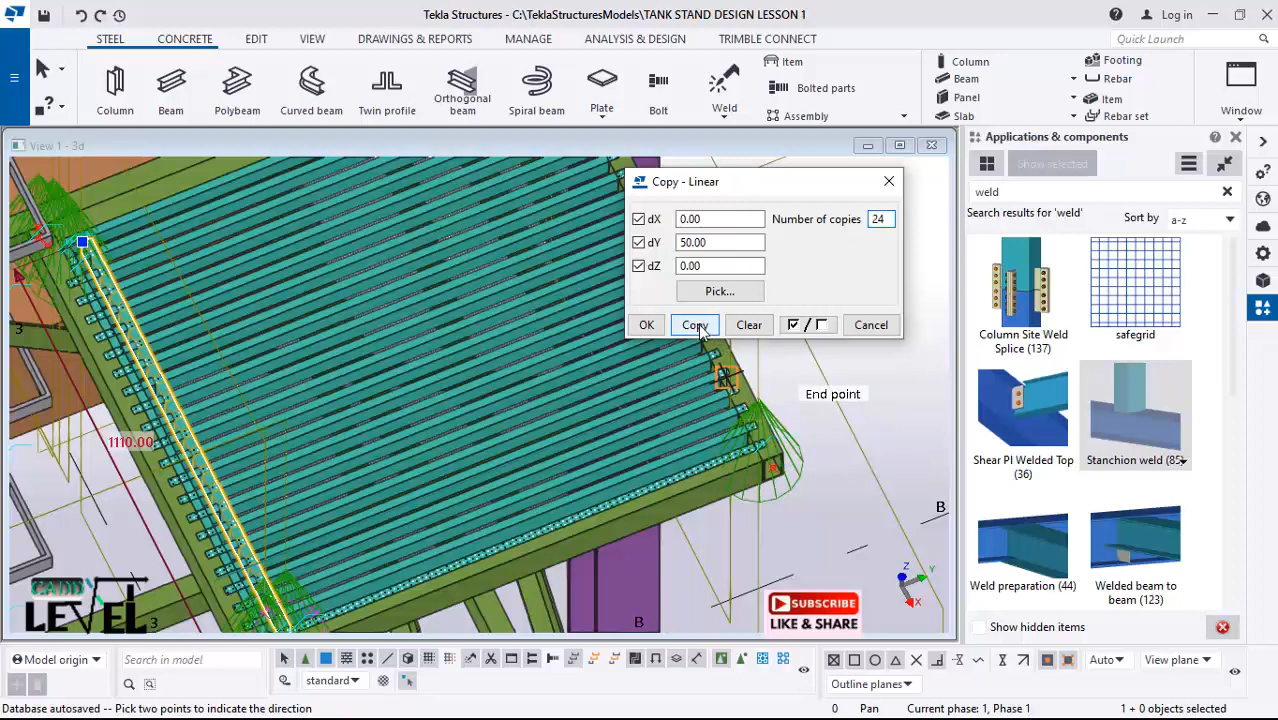 Tekla Structures - C:\TeklaStructuresModels\TANK STAND DESIGN LESSON 1
Log in
STEEL CONCRETE EDIT VIEW DRAWINGS & REPORTS MANAGE ANALYSIS & DESIGN TRIMBLE CONNECT
Quick Launch
Column Beam Polybeam Curved beam Twin profile Orthogonal beam Spiral beam Plate Bolt Weld
Item
Bolted parts
Assembly
Column Footing
Beam Rebar
Panel Item
Slab Rebar set
Window
View 1 - 3d
Applications & components
Show selected
weld
Search results for 'weld' Sort by a-z
Column Site Weld Splice (137)
safegrid
Shear Pl Welded Top (36)
Stanchion weld (85)
Weld preparation (44)
Welded beam to beam (123)
Show hidden items
Copy - Linear
dX 0.00 Number of copies 24
dY 50.00
dZ 0.00
Pick...
OK Copy Clear / Cancel
End point
3
1110.00
B
Z
Y
X
CADD
LEVEL
3
B
SUBSCRIBE
LIKE & SHARE
Model origin Search in model
standard
Auto View plane
Outline planes
Database autosaved -- Pick two points to indicate the direction
0 Pan Current phase: 1, Phase 1 1 + 0 objects selected